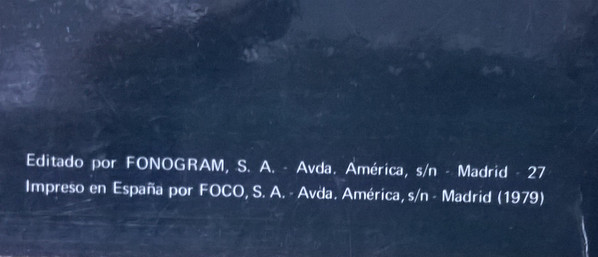 Editado por FONOGRAM, S. A. - Avda. América, s/n - Madrid - 27
Impreso en España por FOCO, S. A. - Avda. América, s/n - Madrid (1979)